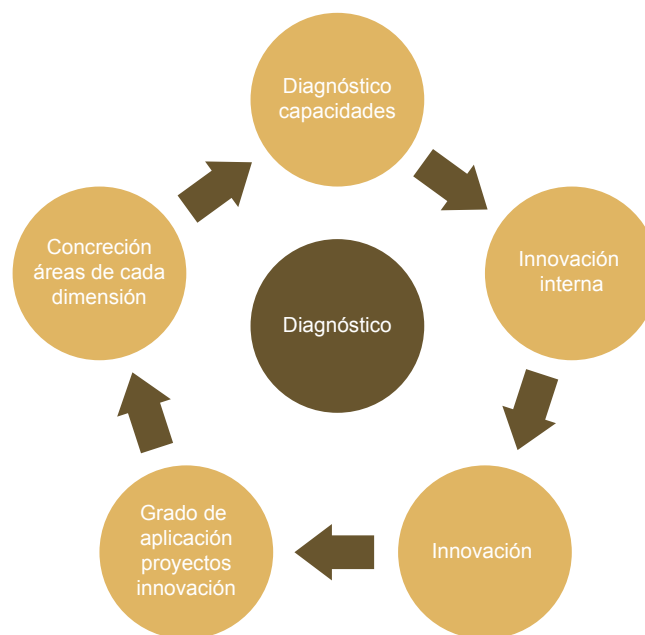 Diagnóstico
capacidades
Innovación
interna
Innovación
Grado de
aplicación
proyectos
innovación
Concreción
áreas de cada
dimensión
Diagnóstico